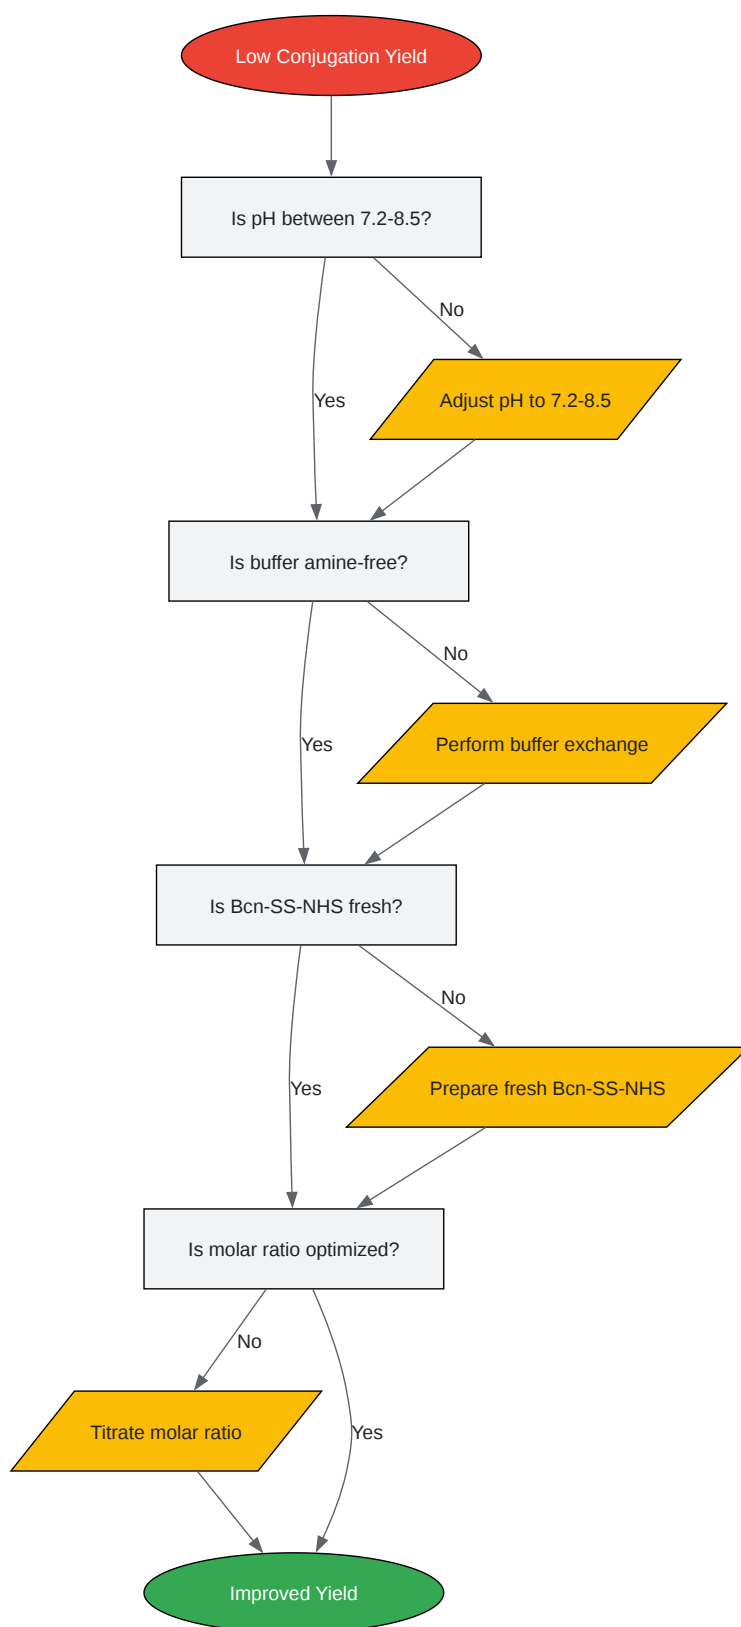 Low Conjugation Yield
Is pH between 7.2-8.5?
No
Yes
Adjust pH to 7.2-8.5
Is buffer amine-free?
No
Yes
Perform buffer exchange
Is Bcn-SS-NHS fresh?
No
Yes
Prepare fresh Bcn-SS-NHS
Is molar ratio optimized?
No
Titrate molar ratio
Yes
Improved Yield